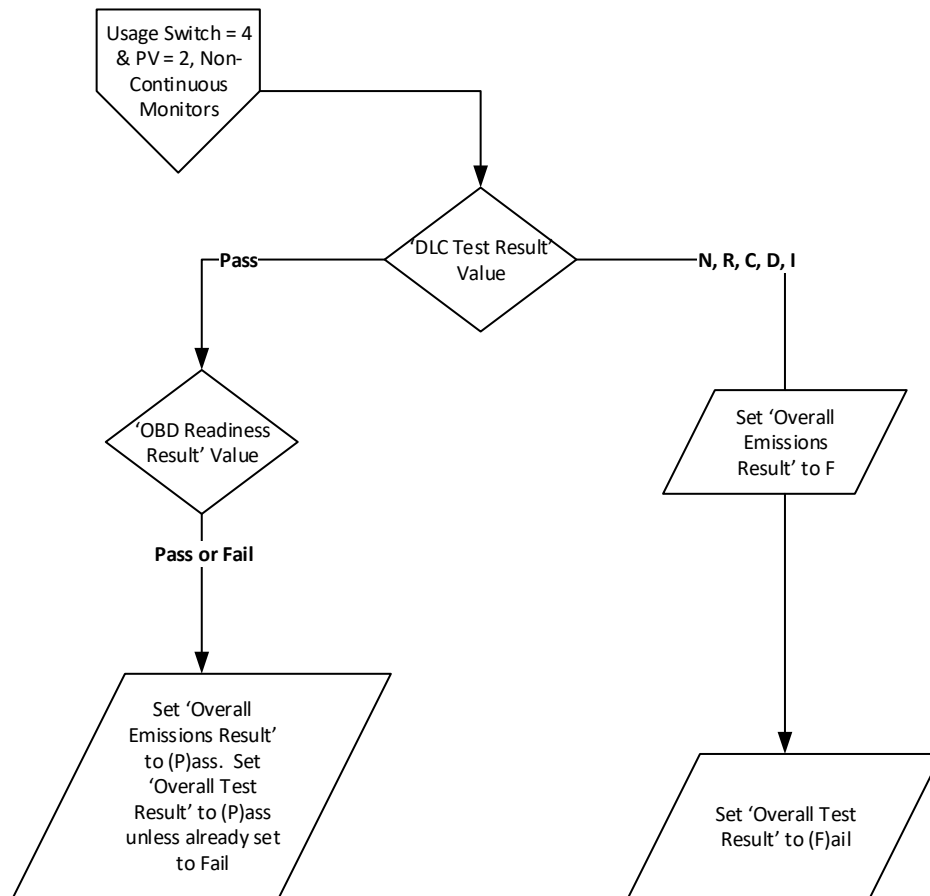 Usage Switch = 4
& PV = 2, Non-
Continuous
Monitors
‘DLC Test Result’
Value
Pass
N, R, C, D, I
‘OBD Readiness
Result’ Value
Set ‘Overall
Emissions
Result’ to F
Pass or Fail
Set ‘Overall
Emissions Result’
to (P)ass.  Set
‘Overall Test
Result’ to (P)ass
unless already set
to Fail
Set ‘Overall Test
Result’ to (F)ail